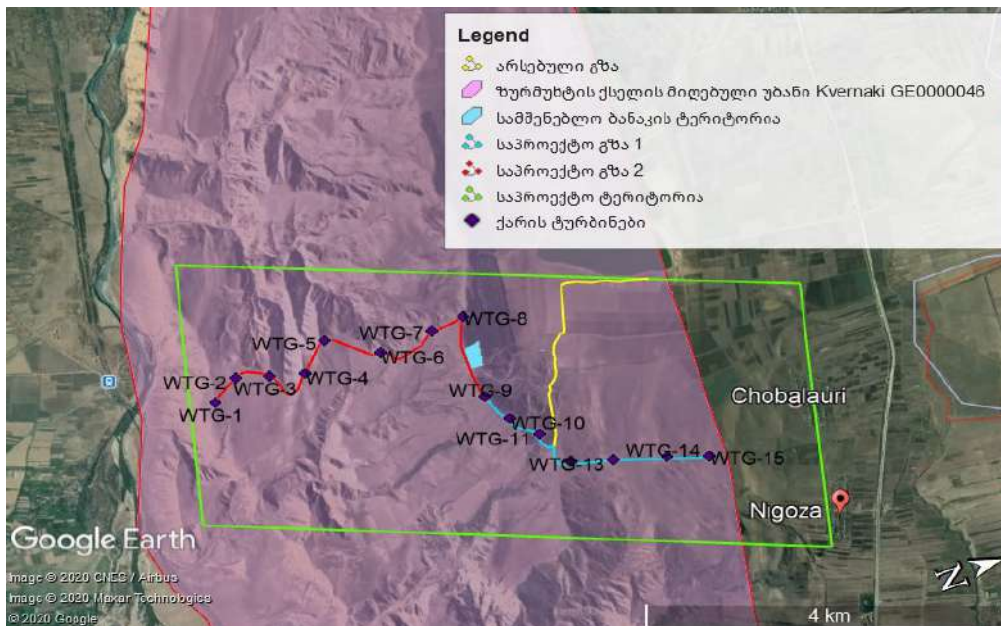 Legend
არსებული გზა
ზურმუხტის ქსელის მიღებული უბანი Kvernaki GE0000046
სამშენებლო ბანაკის ტერიტორია
საპროექტო გზა 1
საპროექტო გზა 2
საპროექტო ტერიტორია
ქარის ტურბინები
WTG-8
WTG-7
WTG-5
WTG-6
WTG-2
WTG-3
WTG-4
WTG-1
WTG-9
WTG-10
WTG-11
WTG-13
WTG-14
WTG-15
Chobalauri
Nigoza
Google Earth
Image © 2020 CNES / Airbus
Image © 2020 Maxar Technologies
© 2020 Google
N
4 km